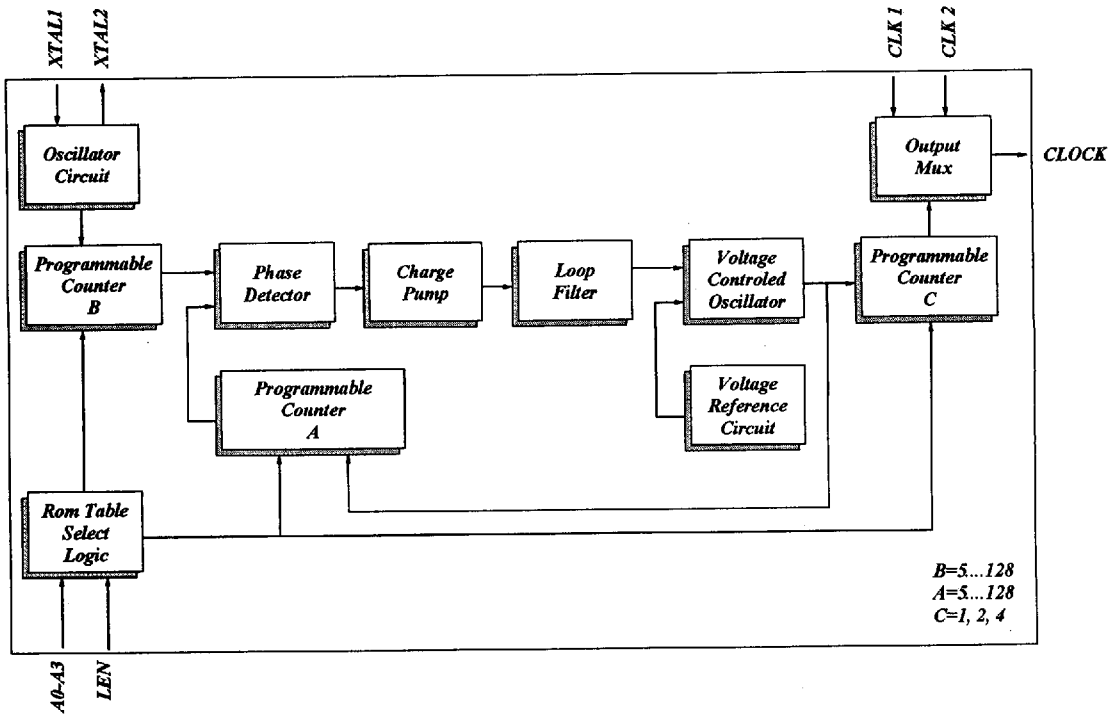 XTAL1
XTAL2
CLK 1
CLK 2
Oscillator
Circuit
Output
Mux
CLOCK
Programmable
Counter
B
Phase
Detector
Charge
Pump
Loop
Filter
Voltage
Controled
Oscillator
Programmable
Counter
C
Programmable
Counter
A
Voltage
Reference
Circuit
Rom Table
Select
Logic
B=5....128
A=5....128
C=1, 2, 4
A0-A3
LEN